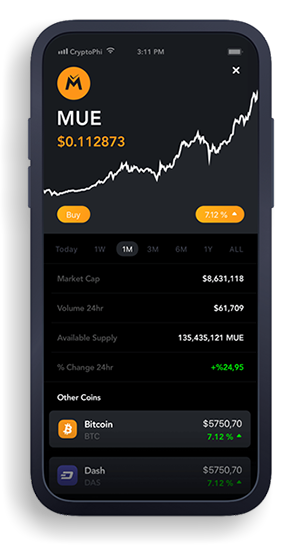 CryptoPhi 3:11 PM
MUE
$0.112873
Buy 7.12 %
Today 1W 1M 3M 6M 1Y ALL
Market Cap $8,631,118
Volume 24hr $61,709
Available Supply 135,435,121 MUE
% Change 24hr +%24,95
Other Coins
Bitcoin $5750,70
BTC 7.12 %
Dash $5750,70
DAS 7.12 %